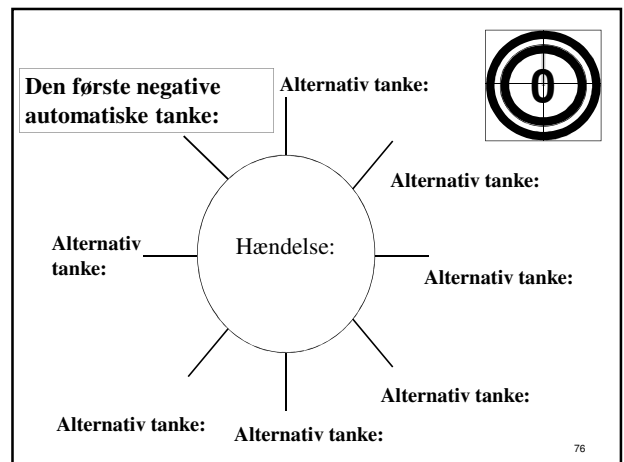 Den første negative
automatiske tanke:
Alternativ tanke:
0
Alternativ tanke:
Hændelse:
Alternativ
tanke:
Alternativ tanke:
Alternativ tanke:
Alternativ tanke:
Alternativ tanke:
76